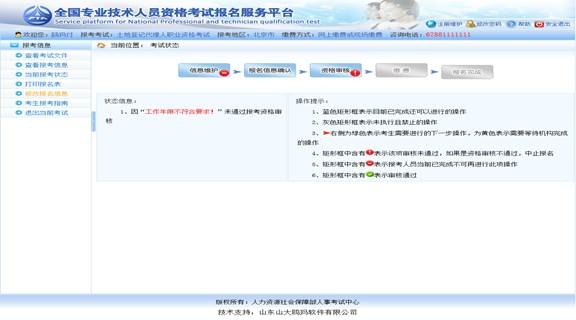 全国专业技术人员资格考试报名服务平台
Service platform for National Professional and technician qualification test
注册维护 修改密码 帮助 安全退出
欢迎您： 报考考试：土地登记代理人职业资格考试 报考地区：北京市 缴费方式：网上缴费或现场缴费 咨询电话：62881111111
报考信息
当前位置： 考试状态
查看考试文件
查看报考信息
当前报考状态
打印报名表
修改报名信息
考生报考指南
退出当前考试
信息维护 报名信息确认 资格审核 缴费 报名完成
状态信息：
1、因“工作年限不符合要求！”未通过报考资格审核
操作提示：
1、蓝色矩形框表示目前已完成还可以进行的操作
2、灰色矩形框表示未执行且禁止的操作
3、右侧为绿色表示考生需要进行的下一步操作，为黄色表示需要等待机构完成的操作
4、矩形框中含有表示该项审核未通过，如果是资格审核不通过，中止报名
5、矩形框中含有表示报考人员当前已完成不可再进行此项操作
6、矩形框中含有表示审核通过
版权所有：人力资源社会保障部人事考试中心
技术支持：山东山大鸥玛软件有限公司